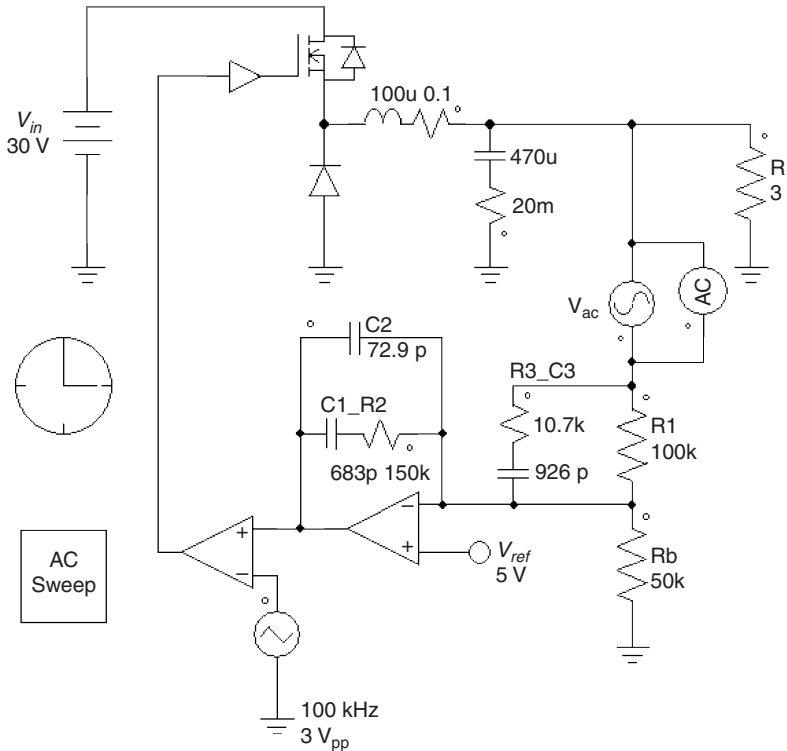 V_in
30 V
100u 0.1
470u
20m
R
3
AC
V_ac
C2
72.9 p
R3_C3
C1_R2
10.7k
R1
100k
683p 150k
926 p
V_ref
5 V
Rb
50k
AC
Sweep
100 kHz
3 V_pp